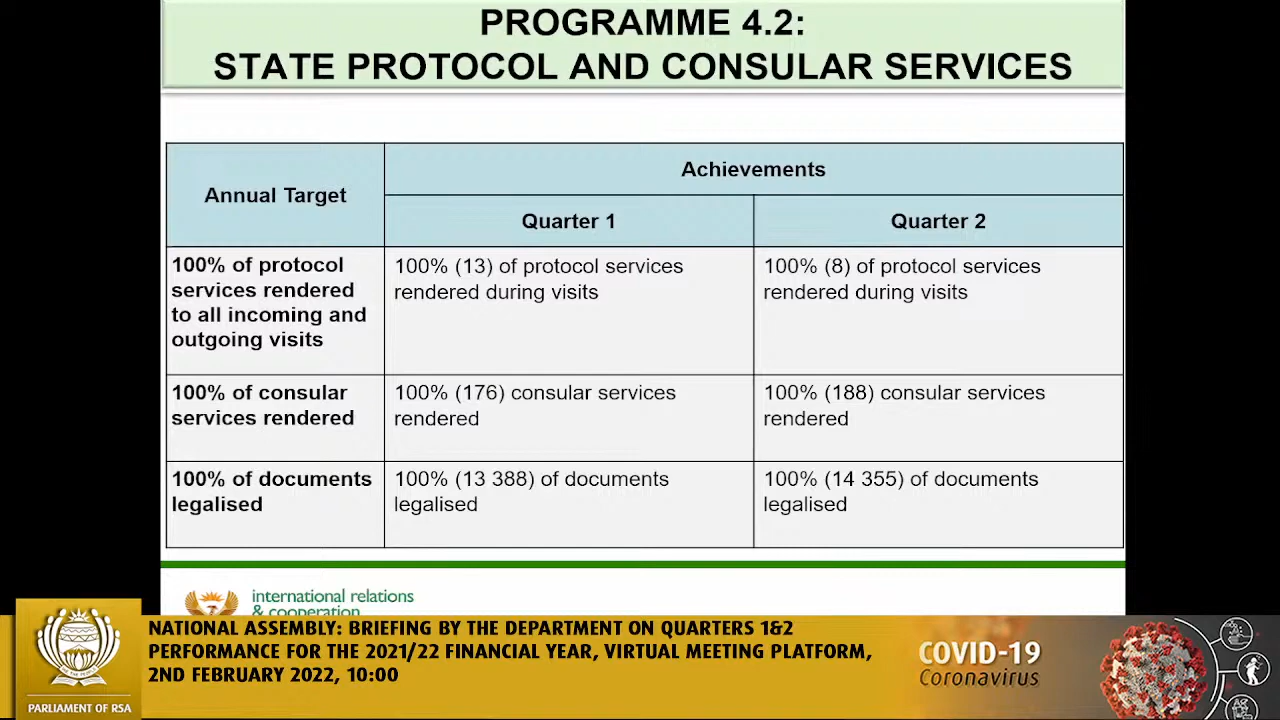 PROGRAMME 4.2:
STATE PROTOCOL AND CONSULAR SERVICES
Annual Target
Achievements
Quarter 1
Quarter 2
100% of protocol
services rendered
to all incoming and
outgoing visits
100% (13) of protocol services
rendered during visits
100% (8) of protocol services
rendered during visits
100% of consular
services rendered
100% (176) consular services
rendered
100% (188) consular services
rendered
100% of documents
legalised
100% (13 388) of documents
legalised
100% (14 355) of documents
legalised
international relations
& cooperation
NATIONAL ASSEMBLY: BRIEFING BY THE DEPARTMENT ON QUARTERS 1&2
PERFORMANCE FOR THE 2021/22 FINANCIAL YEAR, VIRTUAL MEETING PLATFORM,
2ND FEBRUARY 2022, 10:00
PARLIAMENT OF RSA
COVID-19
Coronavirus